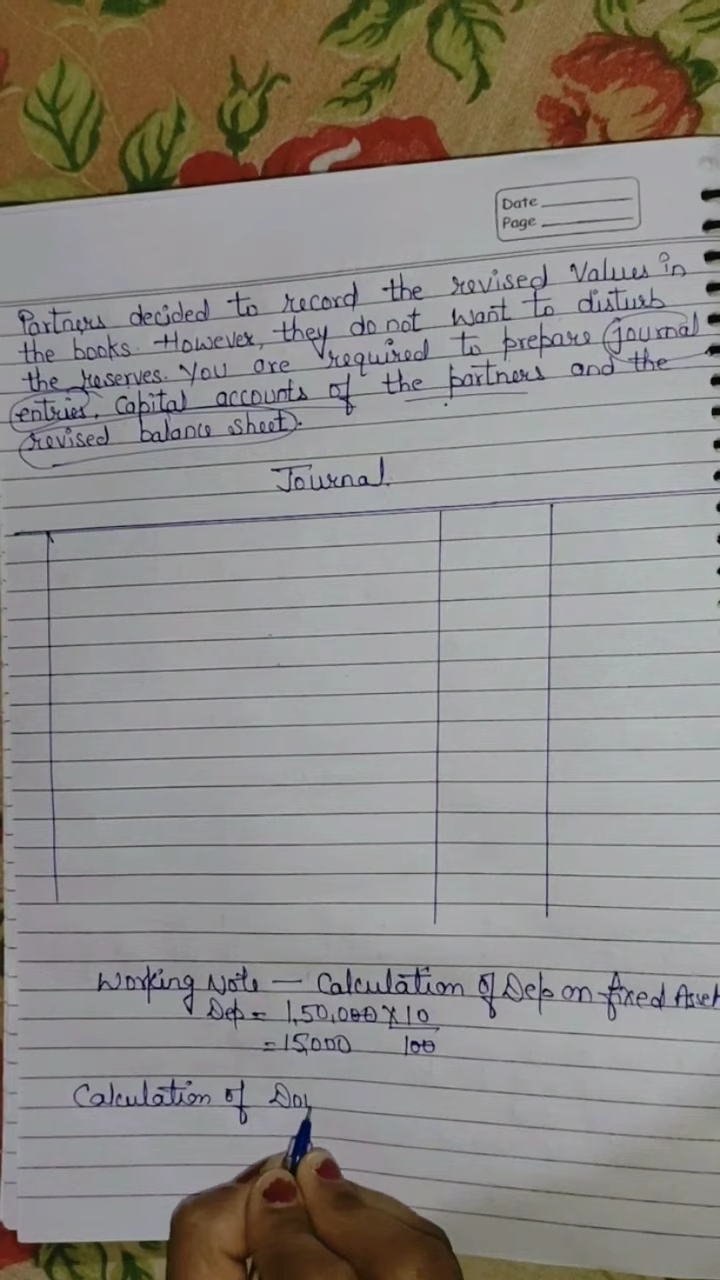 Date
Page
Partners decided to record the revised values in
the books. However, they do not want to disturb
the reserves. You are required to prepare journal
entries, Capital accounts of the partners and the
revised balance sheet.
Journal
Working Note — Calculation of Dep on fixed Asset
Dep = 1,50,000 × 10
= 15,000 100
Calculation of Dou